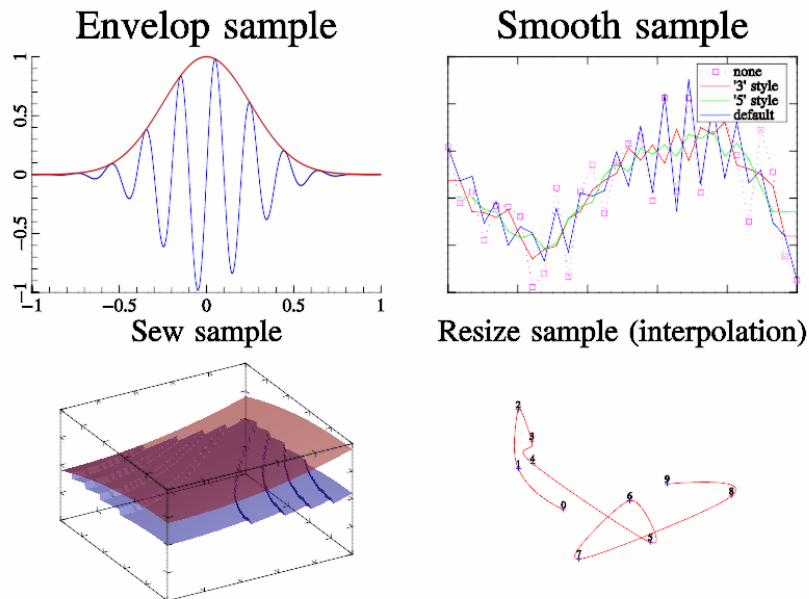 Envelop sample
Smooth sample
1
0.5
0
−0.5
−1
−1 −0.5 0 0.5 1
none
'3' style
'5' style
default
Sew sample
Resize sample (interpolation)
2
3
4
1
0
9
8
6
5
7